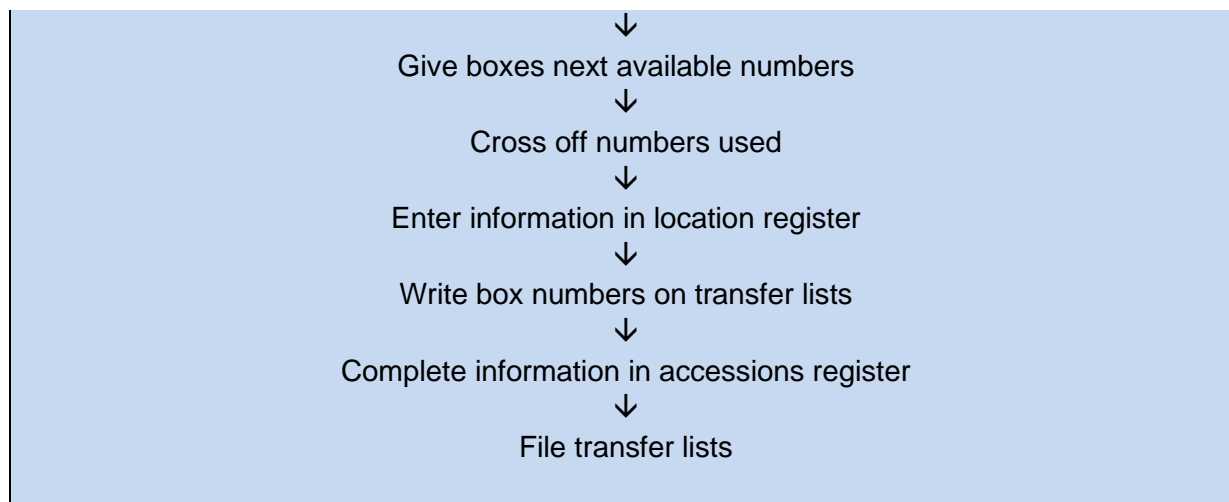 ↓
Give boxes next available numbers
↓
Cross off numbers used
↓
Enter information in location register
↓
Write box numbers on transfer lists
↓
Complete information in accessions register
↓
File transfer lists